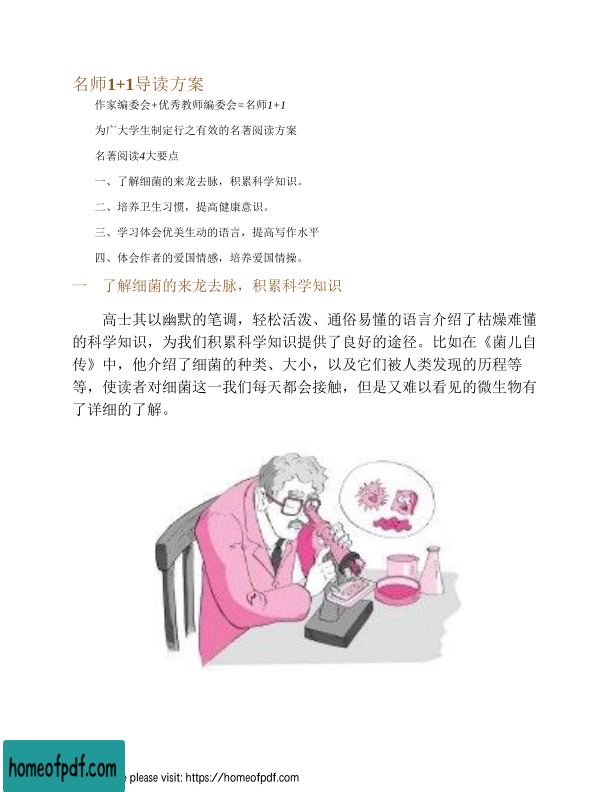 名师1+1导读方案
作家编委会+优秀教师编委会=名师1+1
为广大学生制定行之有效的名著阅读方案
名著阅读4大要点
一、了解细菌的来龙去脉，积累科学知识。
二、培养卫生习惯，提高健康意识。
三、学习体会优美生动的语言，提高写作水平
四、体会作者的爱国情感，培养爱国情操。
一 了解细菌的来龙去脉，积累科学知识
高士其以幽默的笔调，轻松活泼、通俗易懂的语言介绍了枯燥难懂
的科学知识，为我们积累科学知识提供了良好的途径。比如在《菌儿自
传》中，他介绍了细菌的种类、大小，以及它们被人类发现的历程等
等，使读者对细菌这一我们每天都会接触，但是又难以看见的微生物有
了详细的了解。
homeofpdf.com
e please visit: https://homeofpdf.com